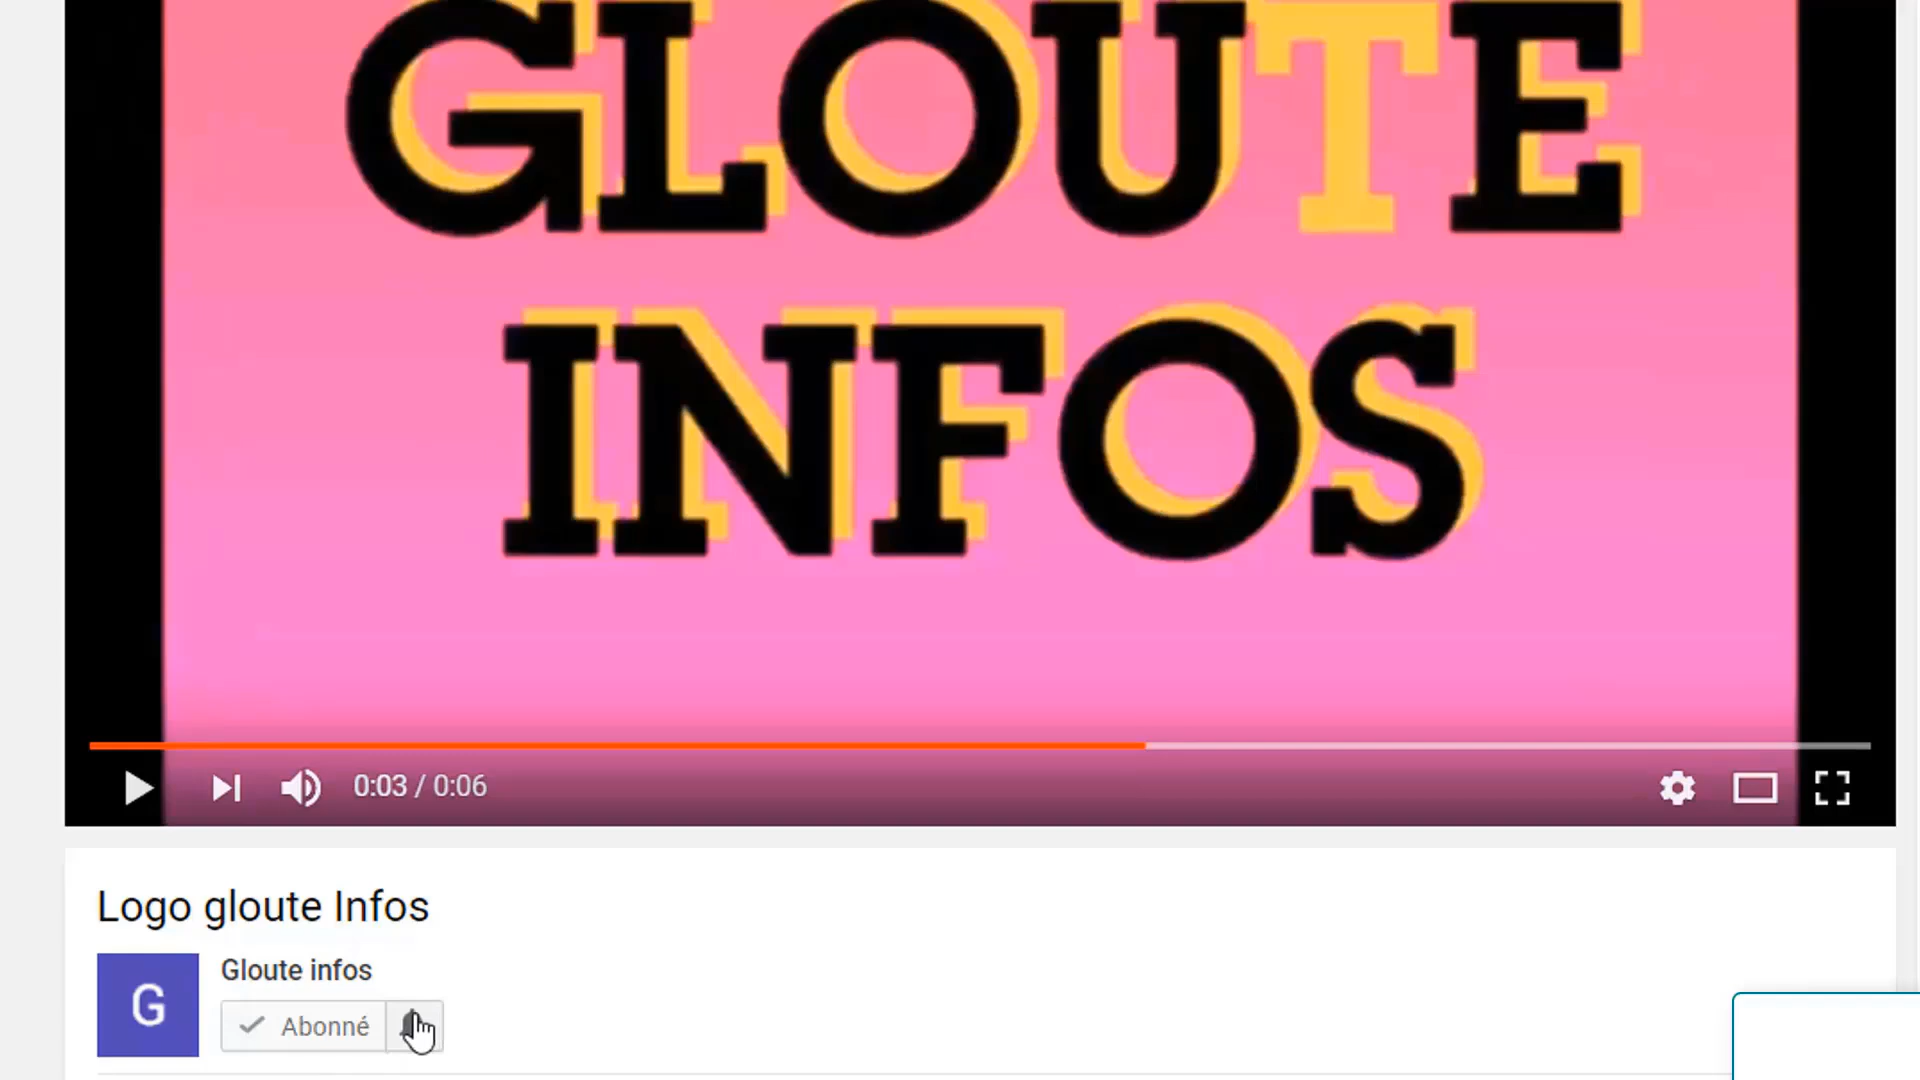 GLOUTE
INFOS
0:03 / 0:06
Logo gloute Infos
G
Gloute infos
Abonné